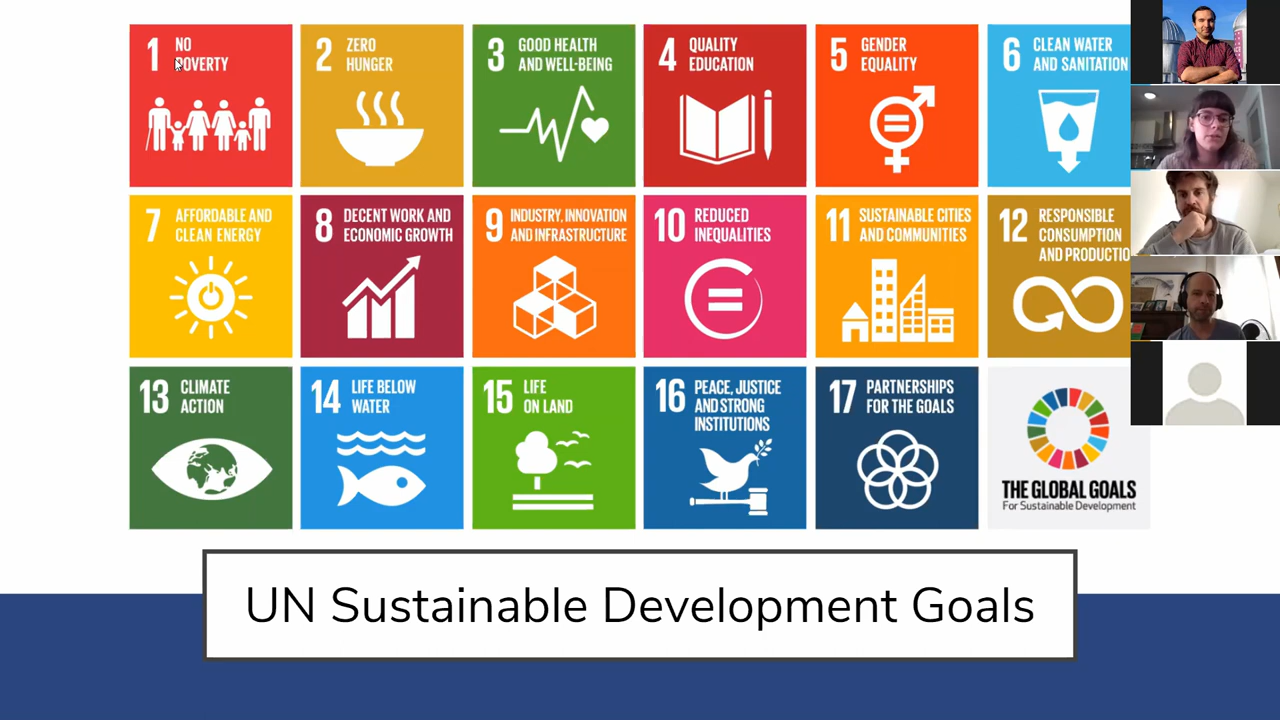 1 NO
POVERTY
2 ZERO
HUNGER
3 GOOD HEALTH
AND WELL-BEING
4 QUALITY
EDUCATION
5 GENDER
EQUALITY
6 CLEAN WATER
AND SANITATION
7 AFFORDABLE AND
CLEAN ENERGY
8 DECENT WORK AND
ECONOMIC GROWTH
9 INDUSTRY, INNOVATION
AND INFRASTRUCTURE
10 REDUCED
INEQUALITIES
11 SUSTAINABLE CITIES
AND COMMUNITIES
12 RESPONSIBLE
CONSUMPTION
AND PRODUCTIO
13 CLIMATE
ACTION
14 LIFE BELOW
WATER
15 LIFE
ON LAND
16 PEACE, JUSTICE
AND STRONG
INSTITUTIONS
17 PARTNERSHIPS
FOR THE GOALS
THE GLOBAL GOALS
For Sustainable Development
UN Sustainable Development Goals